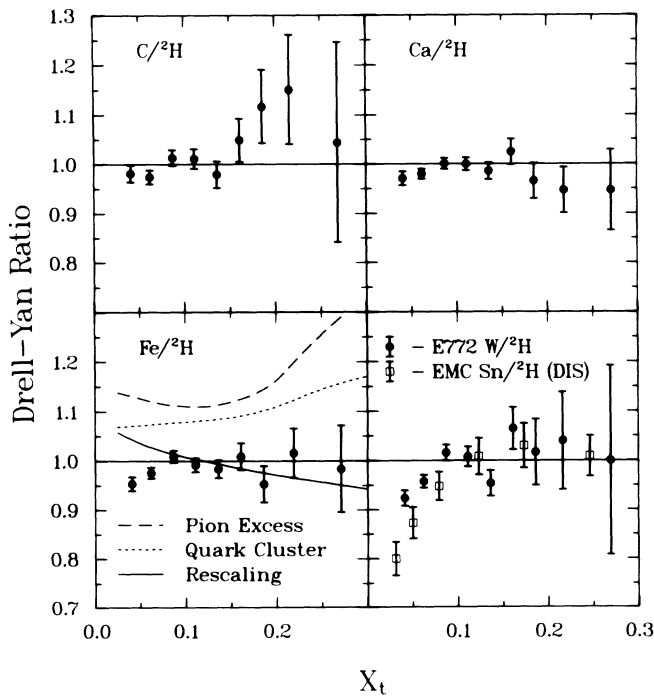 1.3
1.2
1.1
1.0
0.9
0.8
C/²H
Ca/²H
Drell–Yan Ratio
1.2
1.1
1.0
0.9
0.8
0.7
Fe/²H
Pion Excess
Quark Cluster
Rescaling
– E772 W/²H
– EMC Sn/²H (DIS)
0.0
0.1
0.2
0.1
0.2
0.3
Xₜ